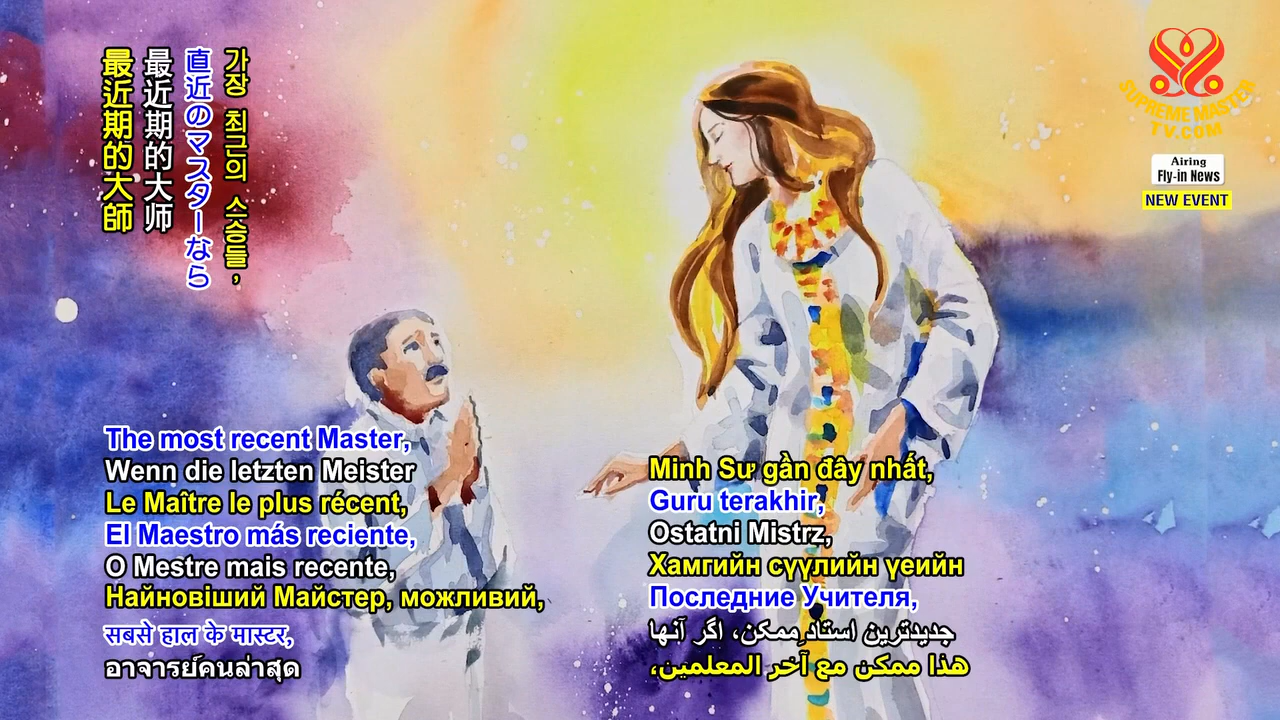 最近期的大師
最近期的大师
直近のマスターなら
가장 최근의 스승들,
SUPREME MASTER
TV.COM
Airing
Fly-in News
NEW EVENT
The most recent Master,
Wenn die letzten Meister
Le Maître le plus récent,
El Maestro más reciente,
O Mestre mais recente,
Найновіший Майстер, можливий,
सबसे हाल के मास्टर,
อาจารย์คนล่าสุด
Minh Sư gần đây nhất,
Guru terakhir,
Ostatni Mistrz,
Хамгийн сүүлийн үеийн
Последние Учителя,
جدیدترین استاد ِممکن، اگر آنها
هذا ممكن مع آخر المعلمين،